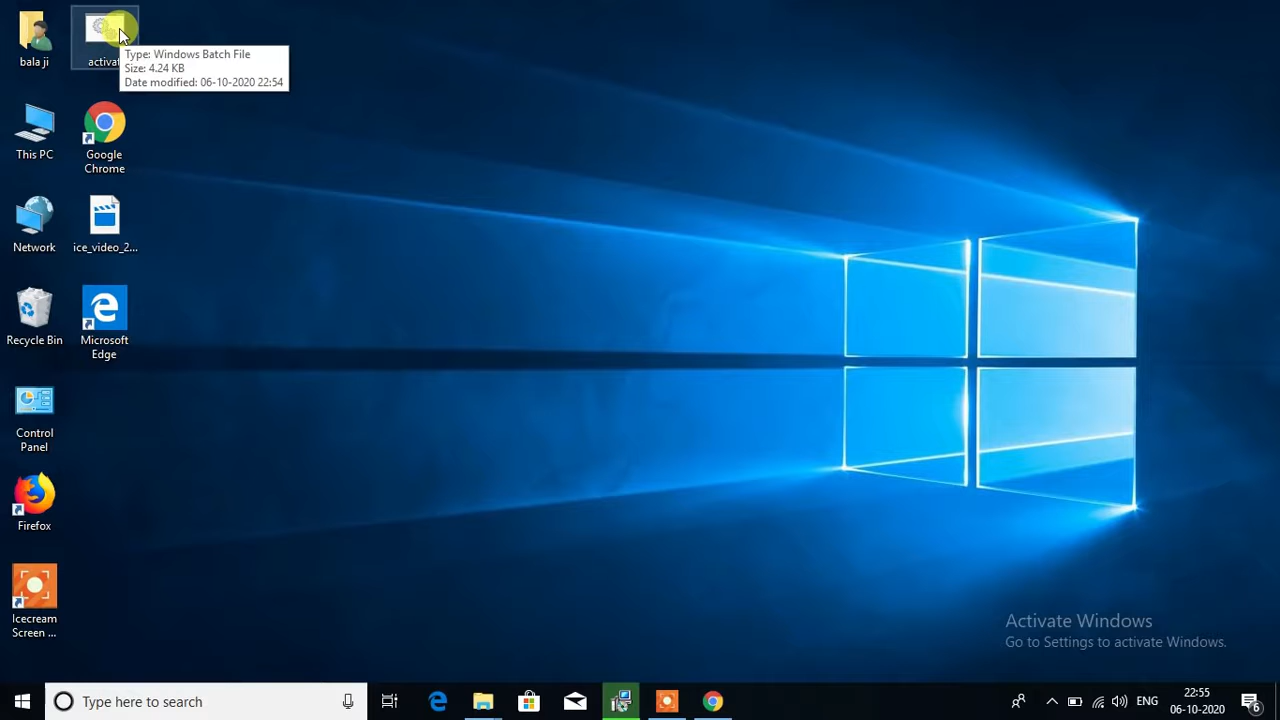 bala ji
activat
Type: Windows Batch File
Size: 4.24 KB
Date modified: 06-10-2020 22:54
This PC
Google
Chrome
Network
ice_video_2...
Recycle Bin
Microsoft
Edge
Control
Panel
Firefox
Icecream
Screen ...
Activate Windows
Go to Settings to activate Windows.
Type here to search
ENG
22:55
06-10-2020
6